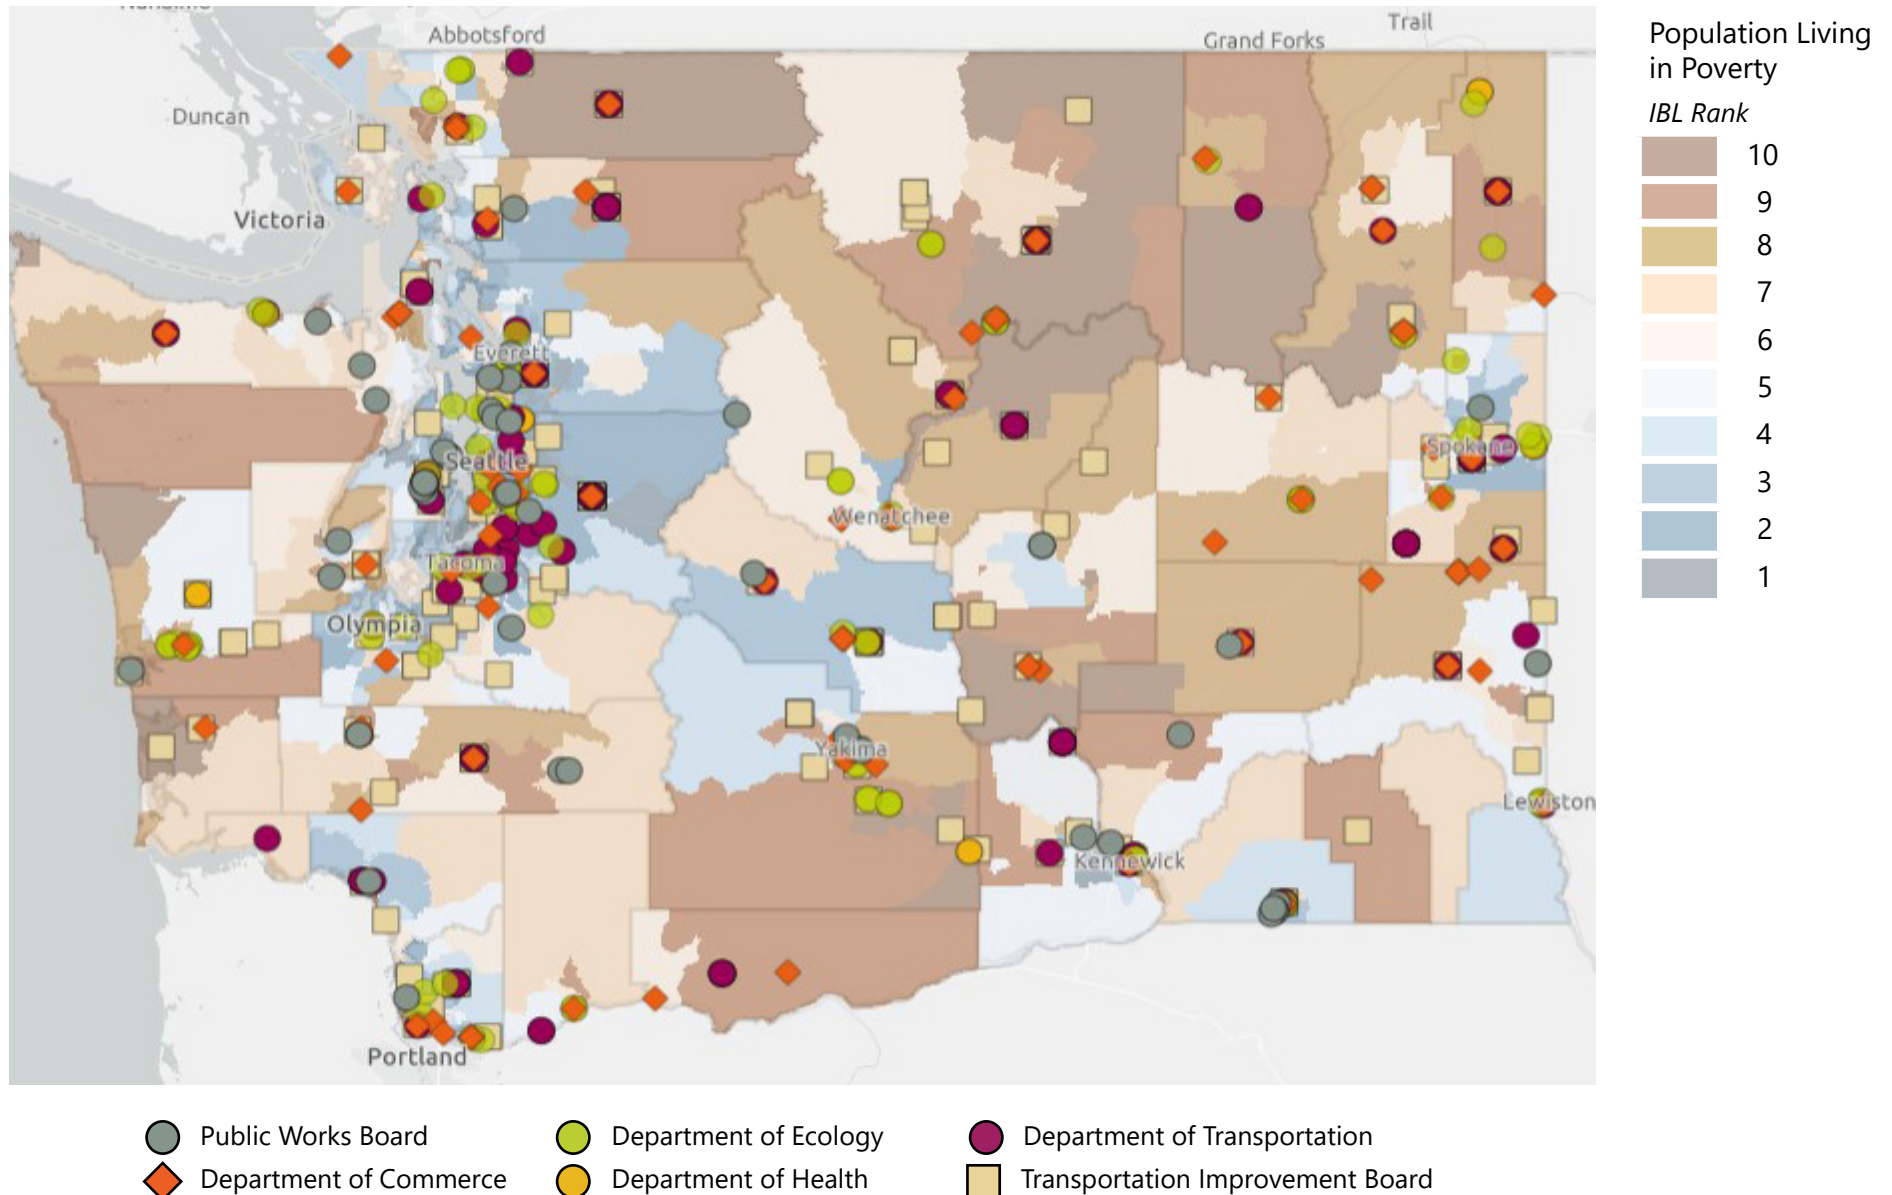 Nanaimo
Abbotsford
Trail
Grand Forks
Duncan
Victoria
Everett
Seattle
Spokane
Wenatchee
Tacoma
Olympia
Yakima
Lewiston
Kennewick
Portland
Population Living
in Poverty
IBL Rank
10
9
8
7
6
5
4
3
2
1
Public Works Board
Department of Ecology
Department of Transportation
Department of Commerce
Department of Health
Transportation Improvement Board